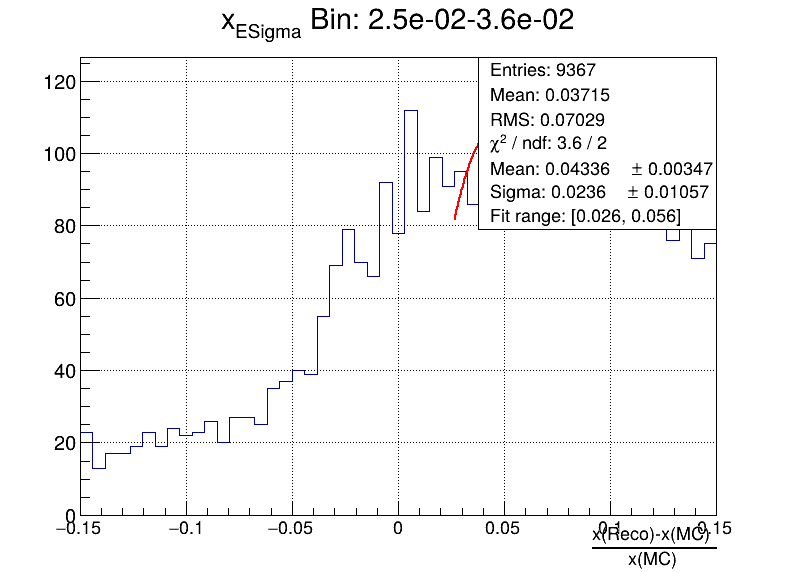 x_ESigma Bin: 2.5e-02-3.6e-02
Entries: 9367
Mean: 0.03715
RMS: 0.07029
χ² / ndf: 3.6 / 2
Mean: 0.04336 ± 0.00347
Sigma: 0.0236 ± 0.01057
Fit range: [0.026, 0.056]
120
100
80
60
40
20
0
−0.15 −0.1 −0.05 0 0.05 0.1 0.15
x(Reco)-x(MC)
x(MC)